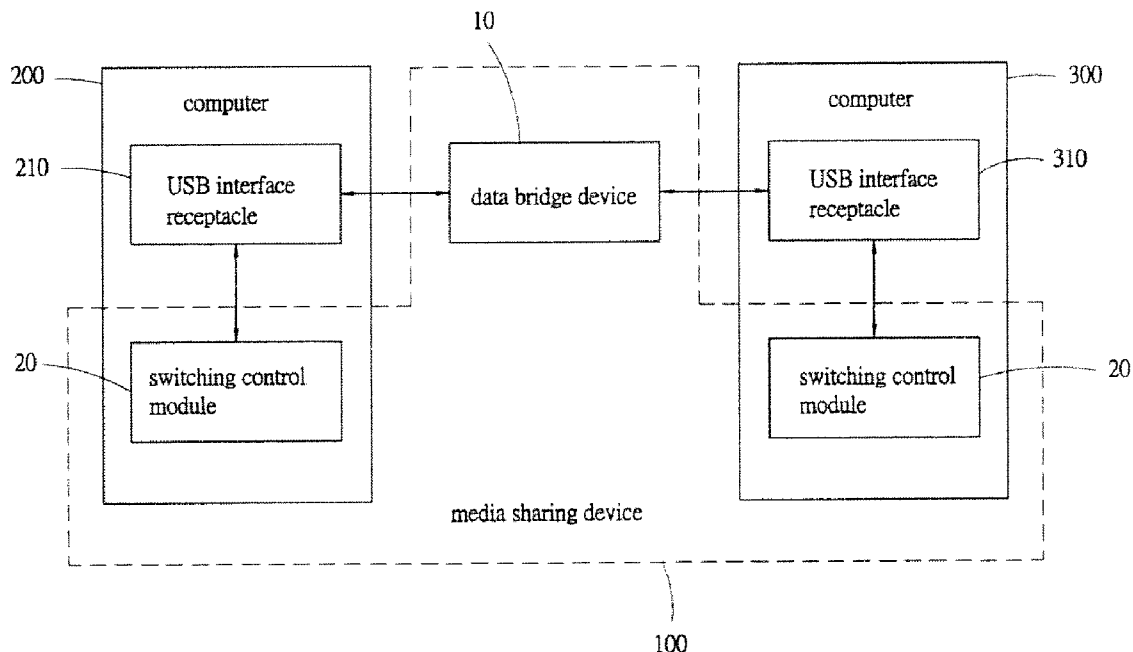 10
200
300
computer
computer
210
310
USB interface
receptacle
data bridge device
USB interface
receptacle
20
20
switching control
module
switching control
module
media sharing device
100